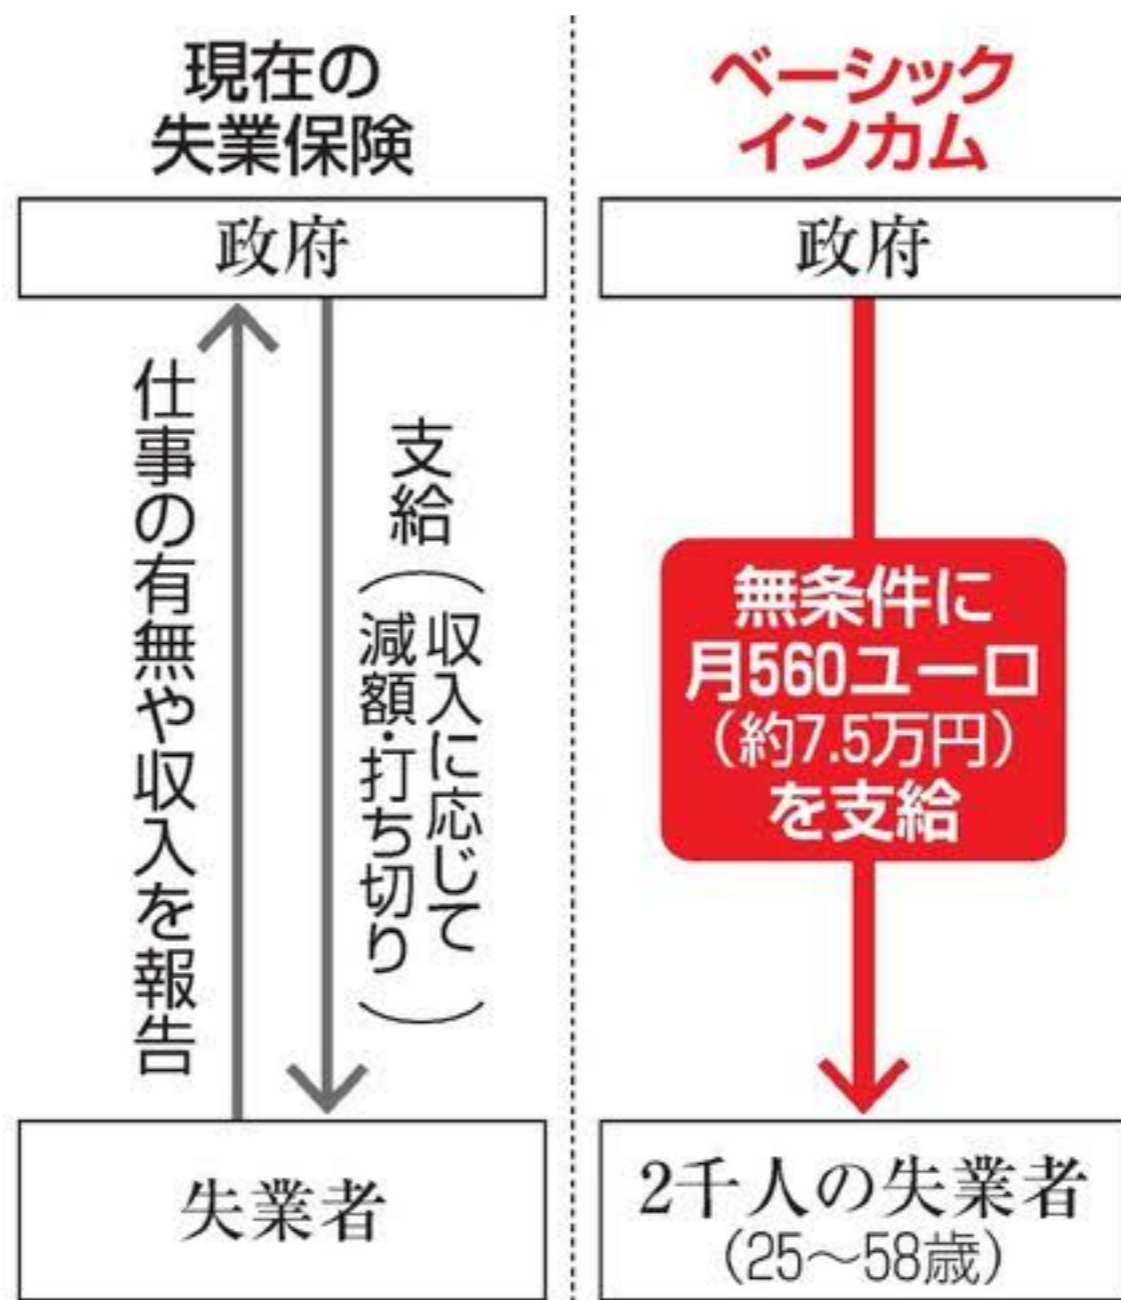 現在の
失業保険
政府
仕事の有無や収入を報告
支給
（収入に応じて
減額・打ち切り）
失業者
ベーシック
インカム
政府
無条件に
月560ユーロ
（約7.5万円）
を支給
2千人の失業者
（25～58歳）